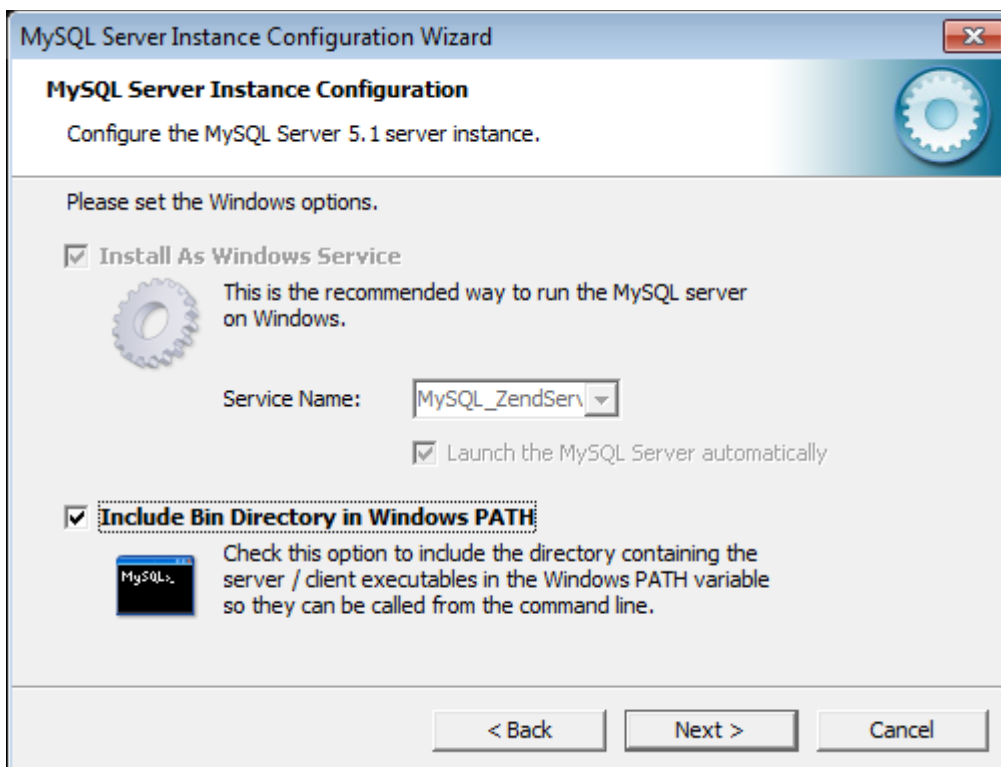 MySQL Server Instance Configuration Wizard
MySQL Server Instance Configuration
Configure the MySQL Server 5.1 server instance.
Please set the Windows options.
Install As Windows Service
This is the recommended way to run the MySQL server
on Windows.
Service Name: MySQL_ZendServ
Launch the MySQL Server automatically
Include Bin Directory in Windows PATH
MySQL>_
Check this option to include the directory containing the
server / client executables in the Windows PATH variable
so they can be called from the command line.
< Back Next > Cancel